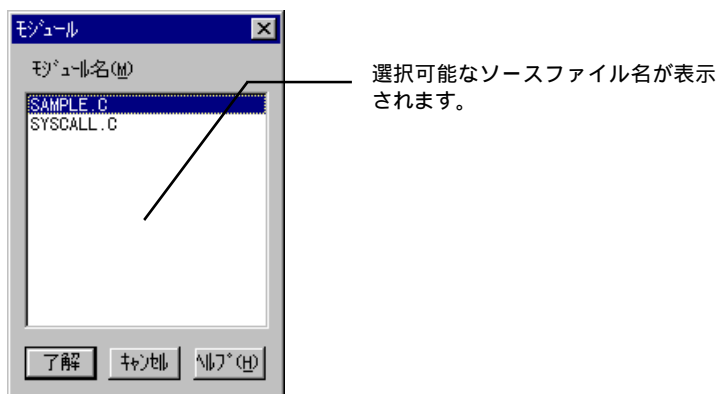 ﾓｼﾞｭｰﾙ
ﾓｼﾞｭｰﾙ名(M)
SAMPLE.C
SYSCALL.C
了解
ｷｬﾝｾﾙ
ﾍﾙﾌﾟ(H)
選択可能なソースファイル名が表示
されます。